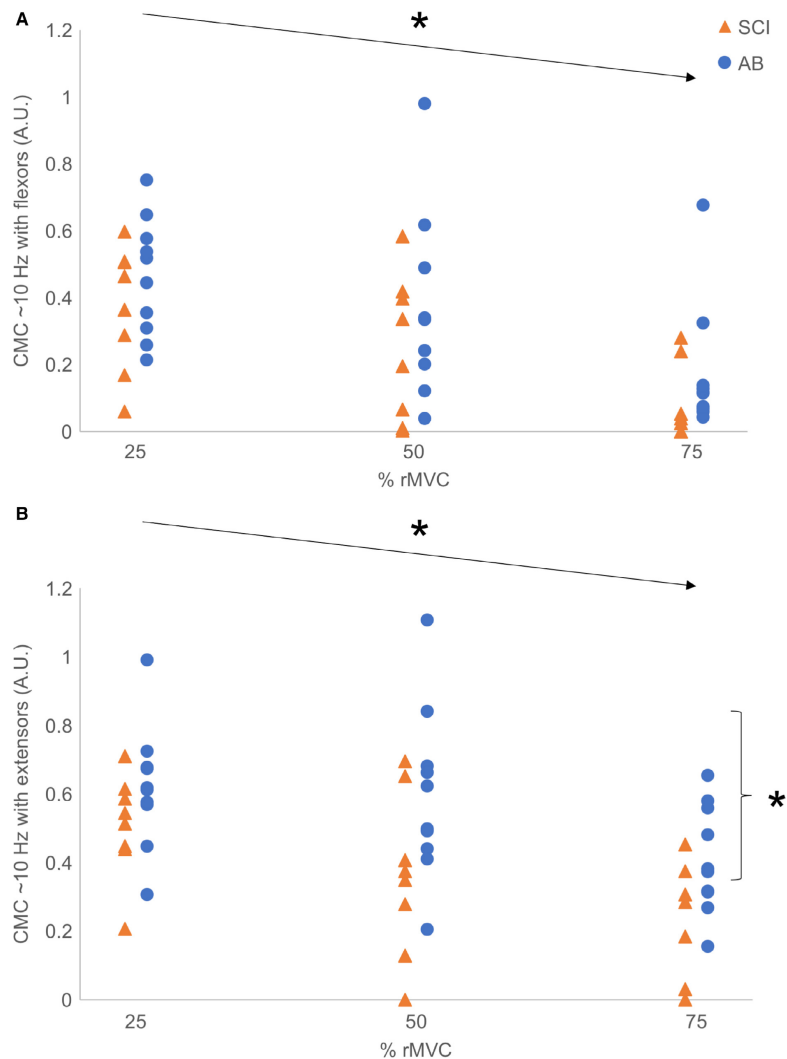 A
*
SCI
AB
CMC ~10 Hz with flexors (A.U.)
1.2
1
0.8
0.6
0.4
0.2
0
25 50 75
% rMVC
B
*
CMC ~10 Hz with extensors (A.U.)
1.2
1
0.8
0.6
0.4
0.2
0
*
25 50 75
% rMVC